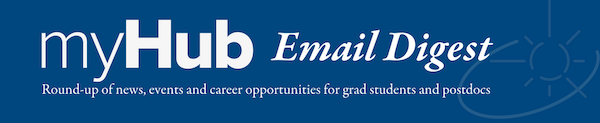 myHub Email Digest
Round-up of news, events and career opportunities for grad students and postdocs